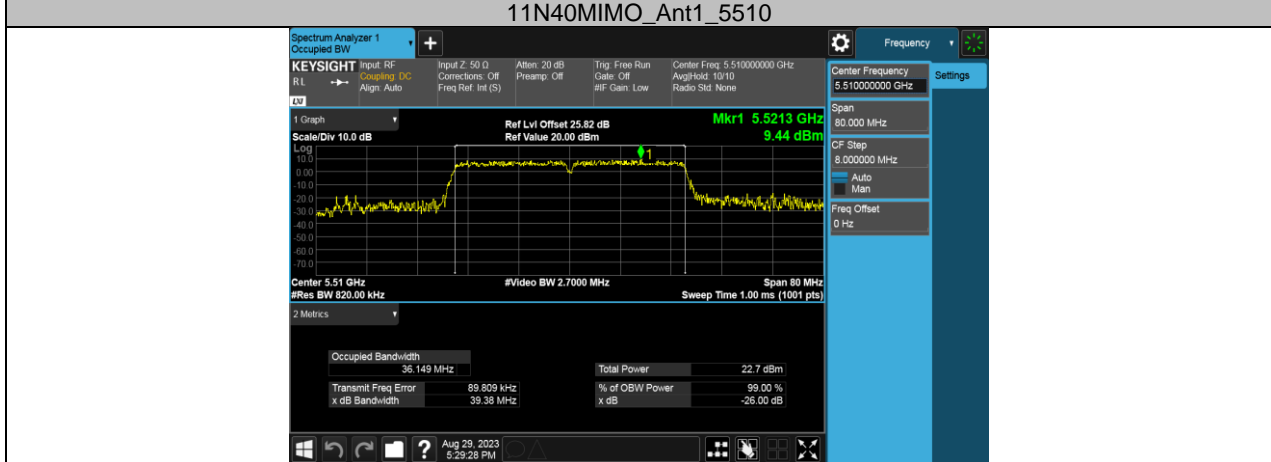 11N40MIMO_Ant1_5510
Spectrum Analyzer 1
Occupied BW
Frequency
KEYSIGHT
RL
LXI
Input: RF
Coupling: DC
Align: Auto
Input Z: 50 Ω
Corrections: Off
Freq Ref: Int (S)
Atten: 20 dB
Preamp: Off
Trig: Free Run
Gate: Off
#IF Gain: Low
Center Freq: 5.510000000 GHz
Avg|Hold: 10/10
Radio Std: None
Center Frequency
5.510000000 GHz
Settings
Span
80.000 MHz
CF Step
8.000000 MHz
Auto
Man
Freq Offset
0 Hz
1 Graph
Scale/Div 10.0 dB
Ref Lvl Offset 25.82 dB
Ref Value 20.00 dBm
Mkr1 5.5213 GHz
9.44 dBm
Log
10.0
0.00
-10.0
-20.0
-30.0
-40.0
-50.0
-60.0
-70.0
1
Center 5.51 GHz
#Video BW 2.7000 MHz
Span 80 MHz
#Res BW 820.00 kHz
Sweep Time 1.00 ms (1001 pts)
2 Metrics
Occupied Bandwidth
36.149 MHz
Total Power 22.7 dBm
Transmit Freq Error 89.809 kHz
% of OBW Power 99.00 %
x dB Bandwidth 39.38 MHz
x dB -26.00 dB
?
Aug 29, 2023
5:29:28 PM